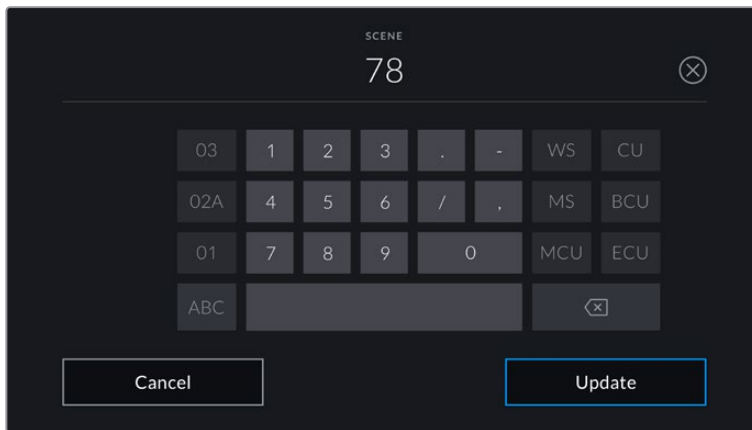 SCENE
78
03 1 2 3 . - WS CU
02A 4 5 6 / , MS BCU
01 7 8 9 0 MCU ECU
ABC
Cancel Update